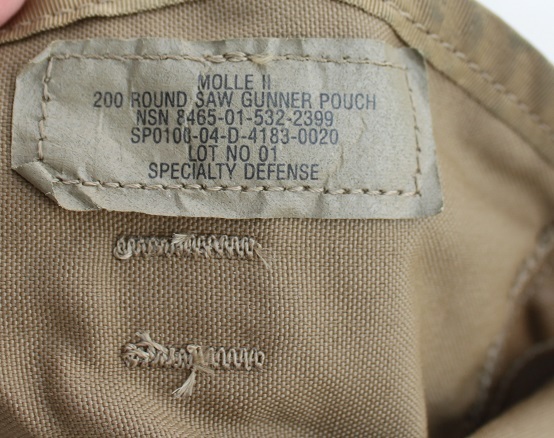 MOLLE II
200 ROUND SAW GUNNER POUCH
NSN 8465-01-532-2399
SP0100-04-D-4183-0020
LOT NO 01
SPECIALTY DEFENSE